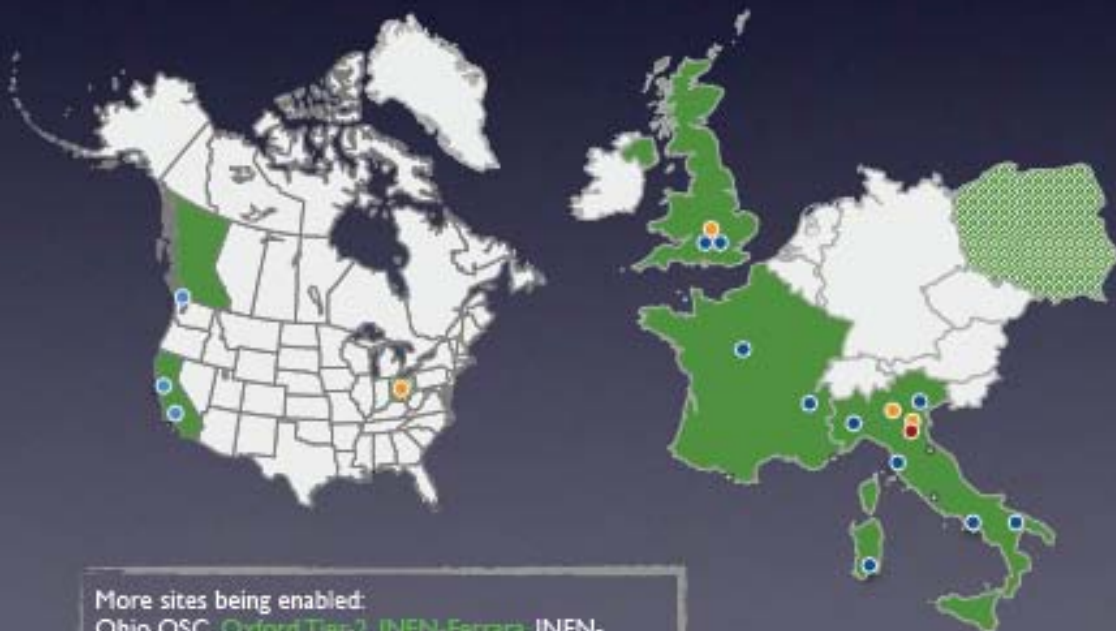 More sites being enabled:
Ohio OSC, Oxford Tier-2, INFN-Ferrara, INFN-